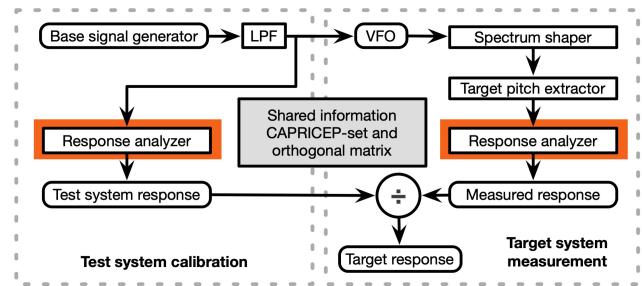 Base signal generator
LPF
VFO
Spectrum shaper
Target pitch extractor
Shared information
CAPRICEP-set and
orthogonal matrix
Response analyzer
Response analyzer
Test system response
÷
Measured response
Target response
Test system calibration
Target system
measurement